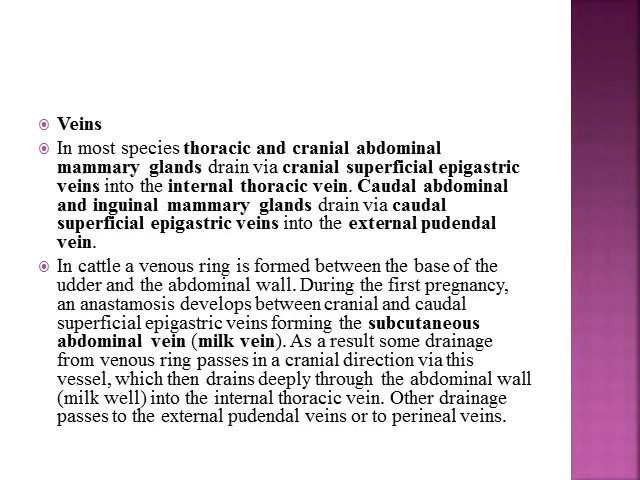 Veins
In most species thoracic and cranial abdominal
mammary glands drain via cranial superficial epigastric
veins into the internal thoracic vein. Caudal abdominal
and inguinal mammary glands drain via caudal
superficial epigastric veins into the external pudendal
vein.
In cattle a venous ring is formed between the base of the
udder and the abdominal wall. During the first pregnancy,
an anastamosis develops between cranial and caudal
superficial epigastric veins forming the subcutaneous
abdominal vein (milk vein). As a result some drainage
from venous ring passes in a cranial direction via this
vessel, which then drains deeply through the abdominal wall
(milk well) into the internal thoracic vein. Other drainage
passes to the external pudendal veins or to perineal veins.